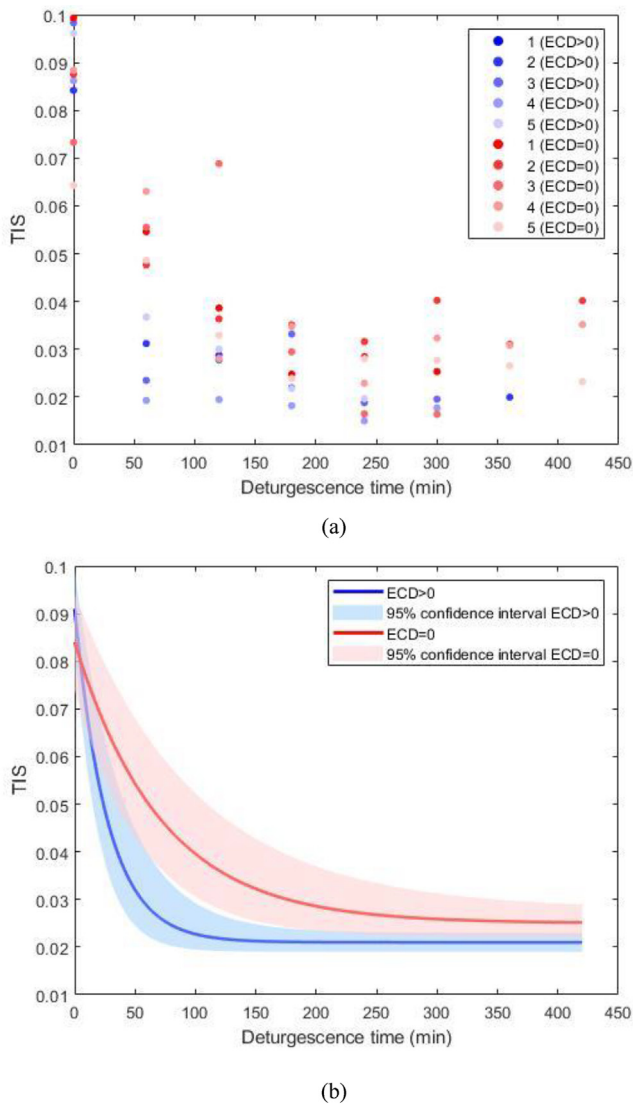 0.1
0.09
0.08
0.07
0.06
0.05
0.04
0.03
0.02
0.01
TIS
1 (ECD>0)
2 (ECD>0)
3 (ECD>0)
4 (ECD>0)
5 (ECD>0)
1 (ECD=0)
2 (ECD=0)
3 (ECD=0)
4 (ECD=0)
5 (ECD=0)
0 50 100 150 200 250 300 350 400 450
Deturgescence time (min)
(a)
0.1
0.09
0.08
0.07
0.06
0.05
0.04
0.03
0.02
0.01
TIS
ECD>0
95% confidence interval ECD>0
ECD=0
95% confidence interval ECD=0
0 50 100 150 200 250 300 350 400 450
Deturgescence time (min)
(b)